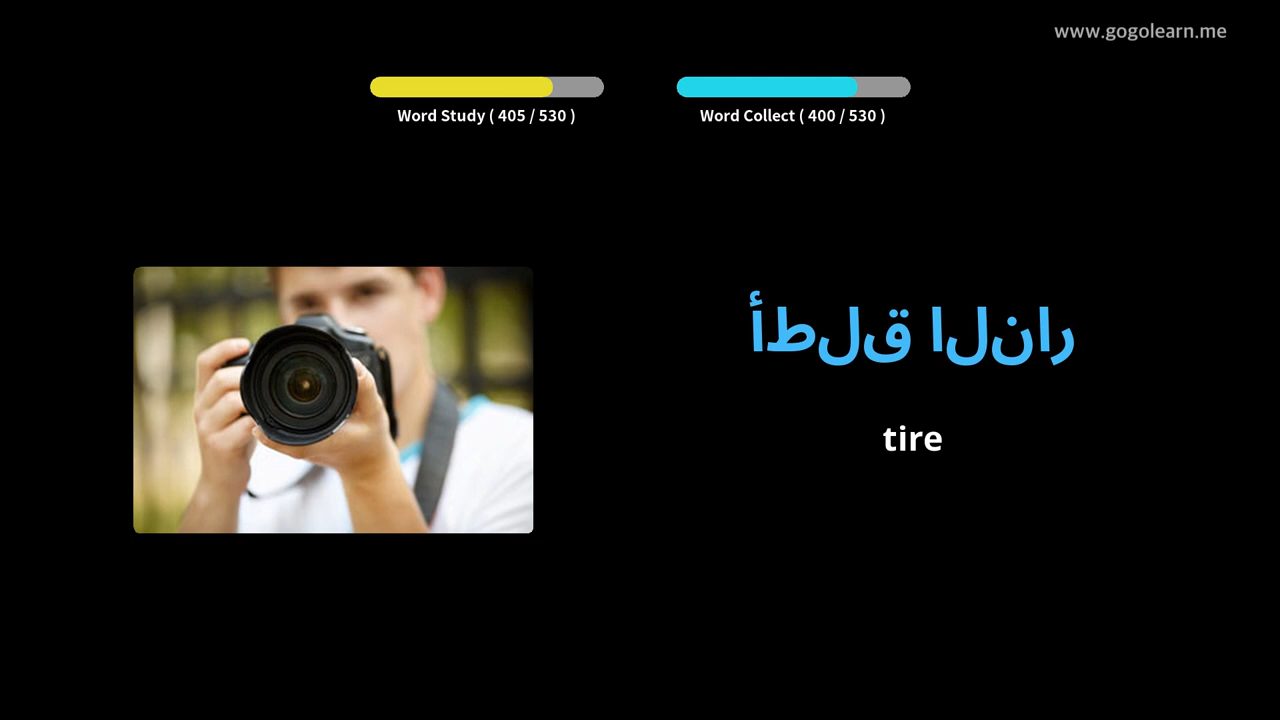 www.gogolearn.me
Word Study ( 405 / 530 )
Word Collect ( 400 / 530 )
أطلق النار
tire